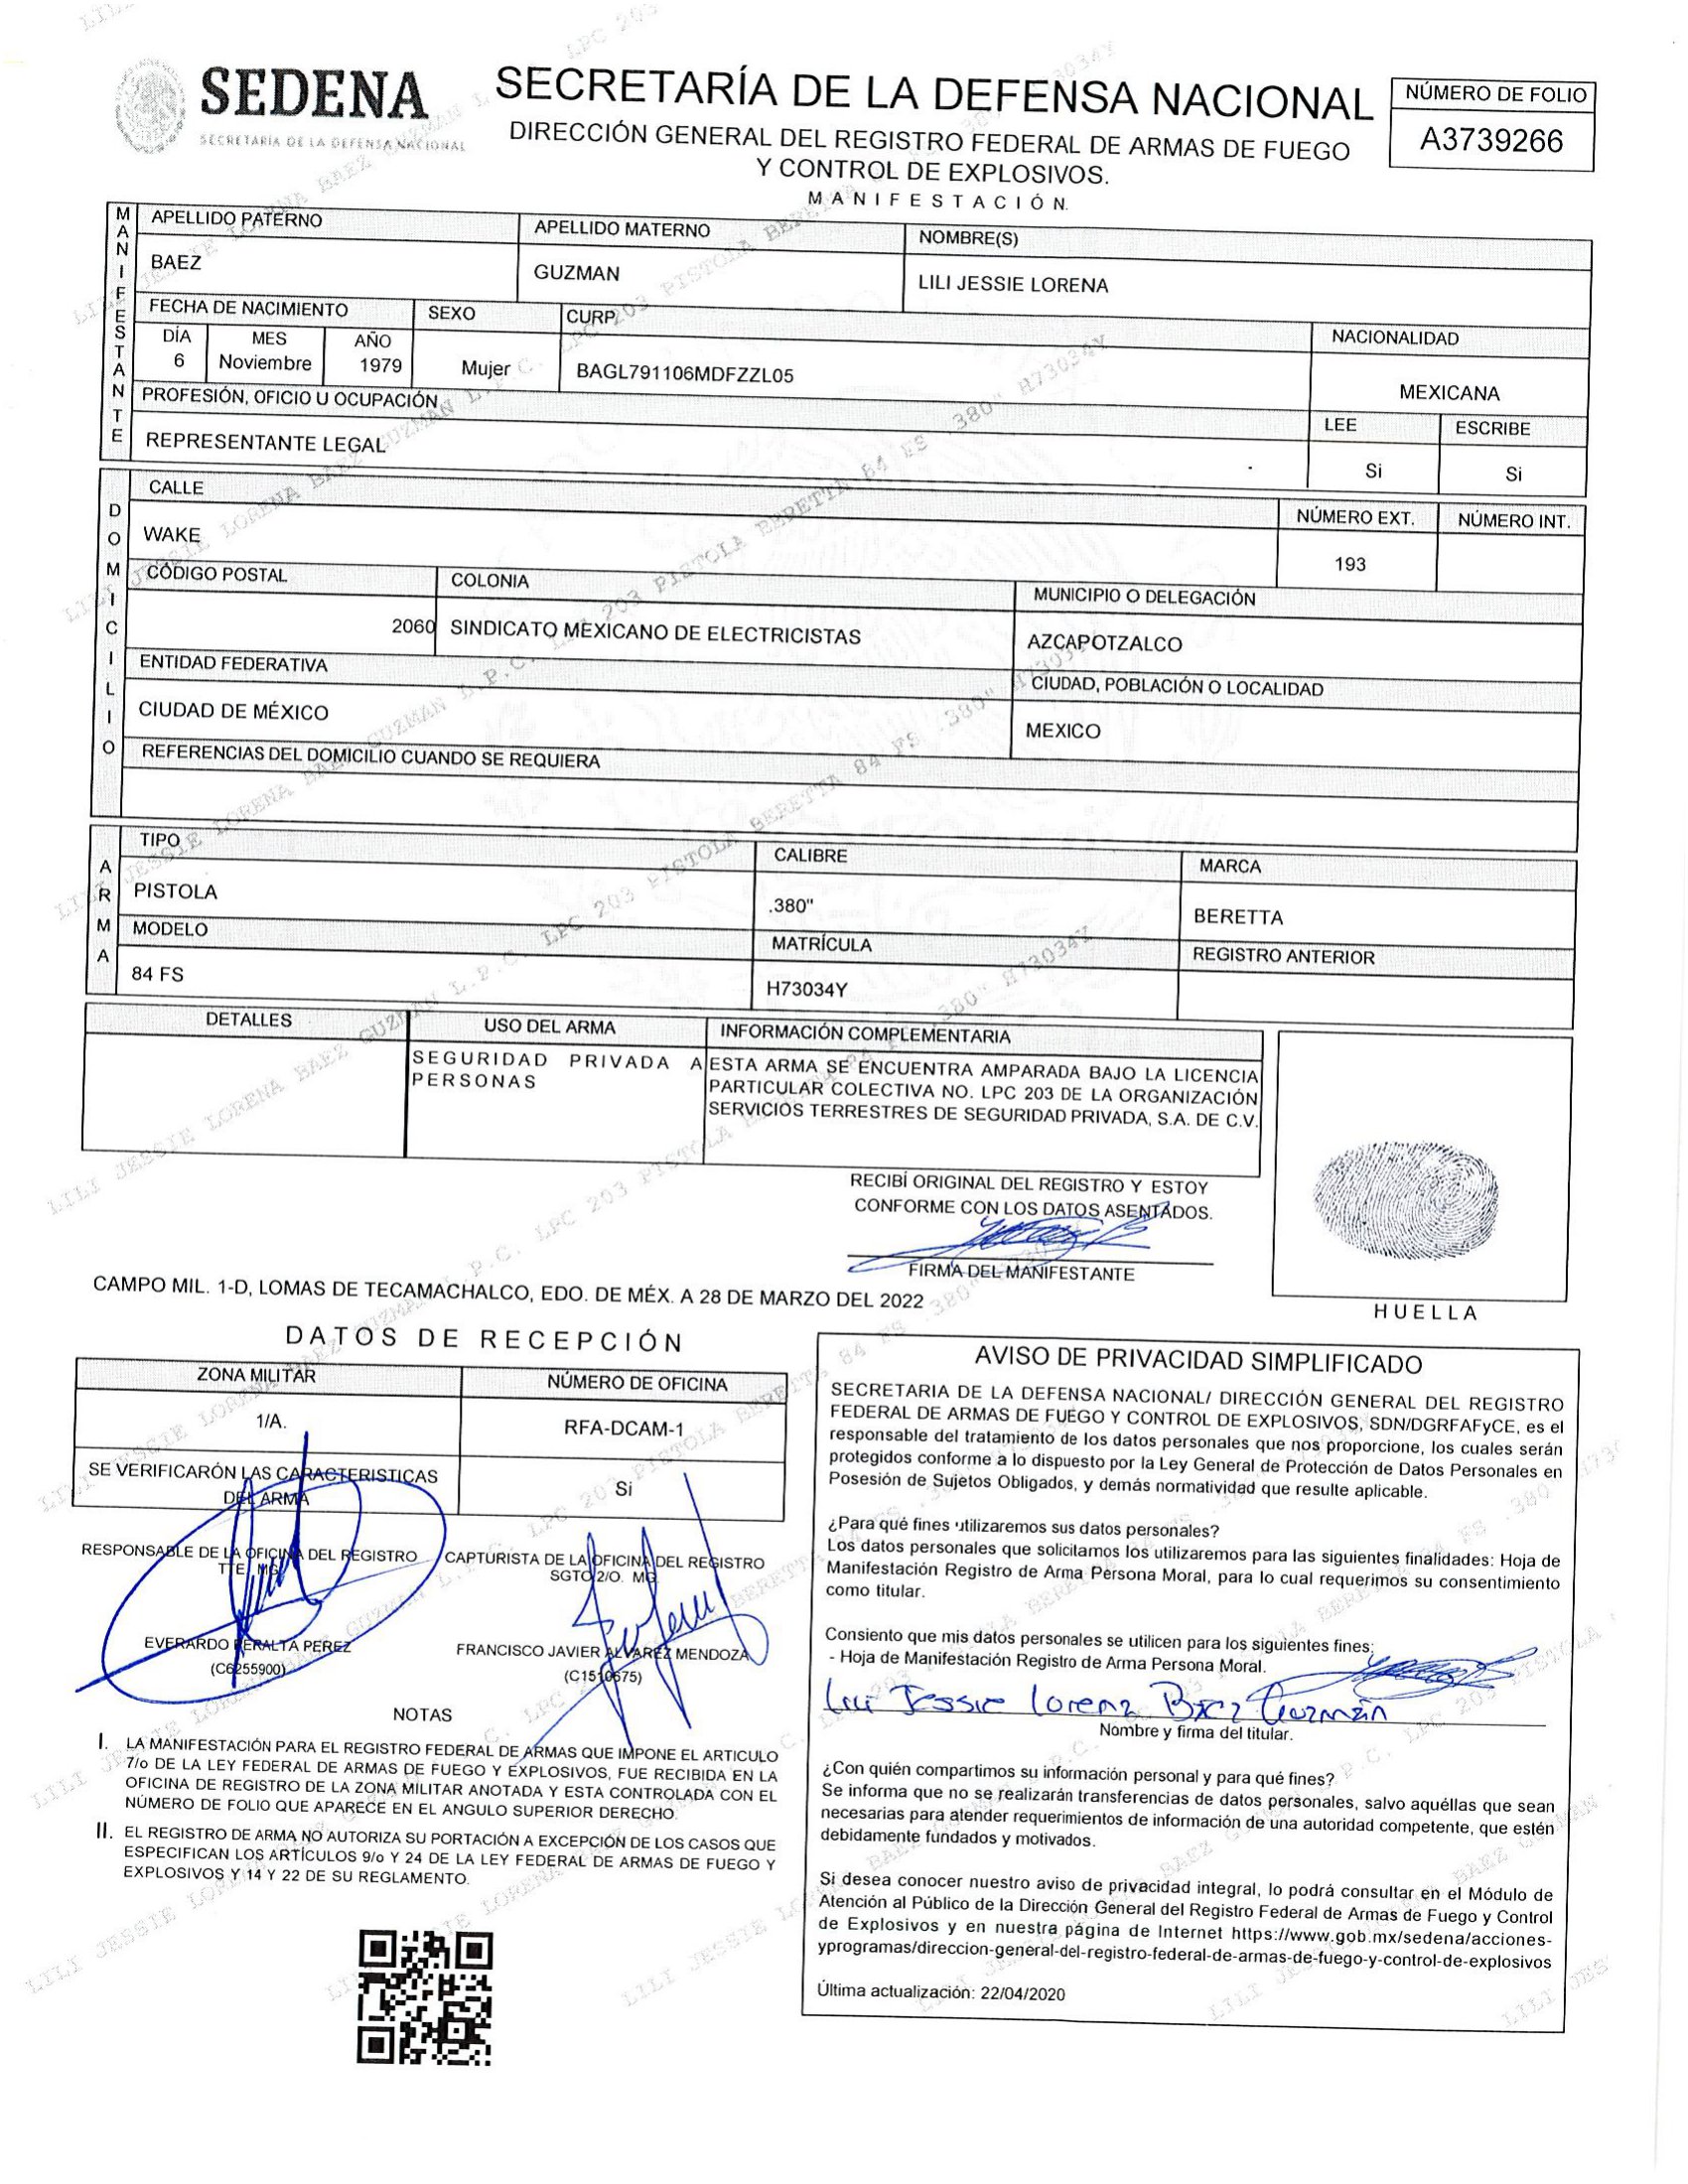 SEDENA
SECRETARÍA DE LA DEFENSA NACIONAL
SECRETARÍA DE LA DEFENSA NACIONAL
DIRECCIÓN GENERAL DEL REGISTRO FEDERAL DE ARMAS DE FUEGO
Y CONTROL DE EXPLOSIVOS.
MANIFESTACIÓN.
NÚMERO DE FOLIO
A3739266
MANIFESTANTE
APELLIDO PATERNO APELLIDO MATERNO NOMBRE(S)
BAEZ GUZMAN LILI JESSIE LORENA
FECHA DE NACIMIENTO SEXO CURP NACIONALIDAD
DÍA MES AÑO
6 Noviembre 1979 Mujer BAGL791106MDFZZL05 MEXICANA
PROFESIÓN, OFICIO U OCUPACIÓN LEE ESCRIBE
REPRESENTANTE LEGAL Si Si
DOMICILIO
CALLE NÚMERO EXT. NÚMERO INT.
WAKE 193
CÓDIGO POSTAL COLONIA MUNICIPIO O DELEGACIÓN
2060 SINDICATO MEXICANO DE ELECTRICISTAS AZCAPOTZALCO
ENTIDAD FEDERATIVA CIUDAD, POBLACIÓN O LOCALIDAD
CIUDAD DE MÉXICO MEXICO
REFERENCIAS DEL DOMICILIO CUANDO SE REQUIERA
ARMA
TIPO CALIBRE MARCA
PISTOLA .380" BERETTA
MODELO MATRÍCULA REGISTRO ANTERIOR
84 FS H73034Y
DETALLES USO DEL ARMA INFORMACIÓN COMPLEMENTARIA
SEGURIDAD PRIVADA A
PERSONAS
ESTA ARMA SE ENCUENTRA AMPARADA BAJO LA LICENCIA
PARTICULAR COLECTIVA NO. LPC 203 DE LA ORGANIZACIÓN
SERVICIOS TERRESTRES DE SEGURIDAD PRIVADA, S.A. DE C.V.
RECIBÍ ORIGINAL DEL REGISTRO Y ESTOY
CONFORME CON LOS DATOS ASENTADOS.
FIRMA DEL MANIFESTANTE
HUELLA
CAMPO MIL. 1-D, LOMAS DE TECAMACHALCO, EDO. DE MÉX. A 28 DE MARZO DEL 2022
DATOS DE RECEPCIÓN
ZONA MILITAR NÚMERO DE OFICINA
1/A. RFA-DCAM-1
SE VERIFICARÓN LAS CARACTERISTICAS
DEL ARMA
Si
RESPONSABLE DE LA OFICINA DEL REGISTRO
TTE. MG.
EVERARDO PERALTA PEREZ
(C6255900)
CAPTURISTA DE LA OFICINA DEL REGISTRO
SGTO 2/O. MG.
FRANCISCO JAVIER ALVAREZ MENDOZA
(C1510675)
NOTAS
I. LA MANIFESTACIÓN PARA EL REGISTRO FEDERAL DE ARMAS QUE IMPONE EL ARTICULO
7/o DE LA LEY FEDERAL DE ARMAS DE FUEGO Y EXPLOSIVOS, FUE RECIBIDA EN LA
OFICINA DE REGISTRO DE LA ZONA MILITAR ANOTADA Y ESTA CONTROLADA CON EL
NÚMERO DE FOLIO QUE APARECE EN EL ANGULO SUPERIOR DERECHO.
II. EL REGISTRO DE ARMA NO AUTORIZA SU PORTACIÓN A EXCEPCIÓN DE LOS CASOS QUE
ESPECIFICAN LOS ARTÍCULOS 9/o Y 24 DE LA LEY FEDERAL DE ARMAS DE FUEGO Y
EXPLOSIVOS Y 14 Y 22 DE SU REGLAMENTO.
AVISO DE PRIVACIDAD SIMPLIFICADO
SECRETARIA DE LA DEFENSA NACIONAL/ DIRECCIÓN GENERAL DEL REGISTRO
FEDERAL DE ARMAS DE FUEGO Y CONTROL DE EXPLOSIVOS, SDN/DGRFAFyCE, es el
responsable del tratamiento de los datos personales que nos proporcione, los cuales serán
protegidos conforme a lo dispuesto por la Ley General de Protección de Datos Personales en
Posesión de Sujetos Obligados, y demás normatividad que resulte aplicable.
¿Para qué fines utilizaremos sus datos personales?
Los datos personales que solicitamos los utilizaremos para las siguientes finalidades: Hoja de
Manifestación Registro de Arma Persona Moral, para lo cual requerimos su consentimiento
como titular.
Consiento que mis datos personales se utilicen para los siguientes fines:
- Hoja de Manifestación Registro de Arma Persona Moral.
Lili Jessie Lorena Baez Guzmán
Nombre y firma del titular.
¿Con quién compartimos su información personal y para qué fines?
Se informa que no se realizarán transferencias de datos personales, salvo aquéllas que sean
necesarias para atender requerimientos de información de una autoridad competente, que estén
debidamente fundados y motivados.
Si desea conocer nuestro aviso de privacidad integral, lo podrá consultar en el Módulo de
Atención al Público de la Dirección General del Registro Federal de Armas de Fuego y Control
de Explosivos y en nuestra página de Internet https://www.gob.mx/sedena/acciones-
yprogramas/direccion-general-del-registro-federal-de-armas-de-fuego-y-control-de-explosivos
Última actualización: 22/04/2020